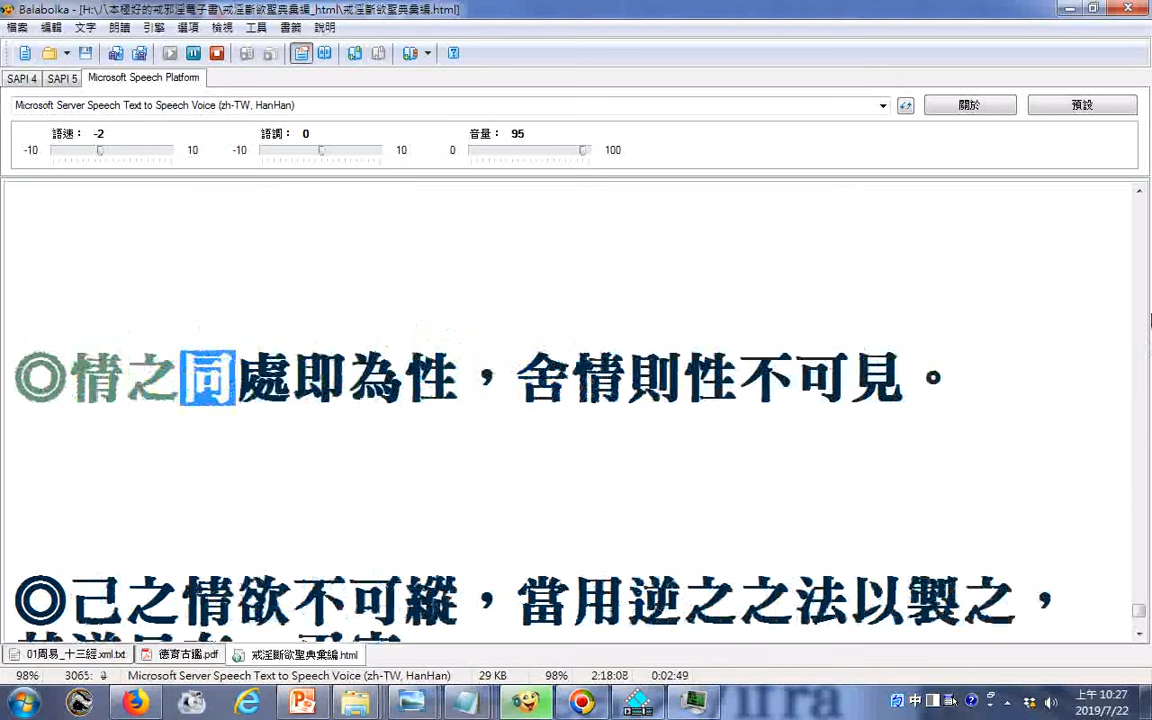 Balabolka - [H:\八本極好的戒邪淫電子書\戒淫斷欲聖典彙編_html\戒淫斷欲聖典彙編.html]
檔案 編輯 文字 朗讀 引擎 選項 檢視 工具 書籤 說明
SAPI 4 SAPI 5 Microsoft Speech Platform
Microsoft Server Speech Text to Speech Voice (zh-TW, HanHan) 關於 預設
語速： -2 語調： 0 音量： 95
-10 10 -10 10 0 100
◎情之同處即為性，舍情則性不可見。
◎己之情欲不可縱，當用逆之之法以製之，
01周易_十三經.xml.txt 德育古鑑.pdf 戒淫斷欲聖典彙編.html
98% 3065: Microsoft Server Speech Text to Speech Voice (zh-TW, HanHan) 29 KB 98% 2:18:08 0:02:49
中 上午 10:27
2019/7/22